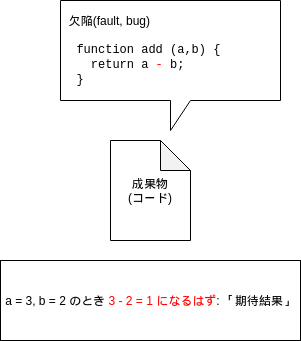 欠陥(fault, bug)
function add (a,b) {
return a - b;
}
成果物
(コード)
a = 3, b = 2 のとき 3 - 2 = 1 になるはず: 「期待結果」